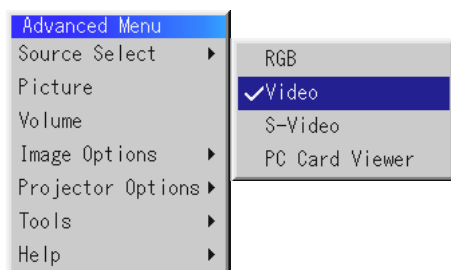 Advanced Menu
Source Select
Picture
Volume
Image Options
Projector Options
Tools
Help
RGB
Video
S-Video
PC Card Viewer